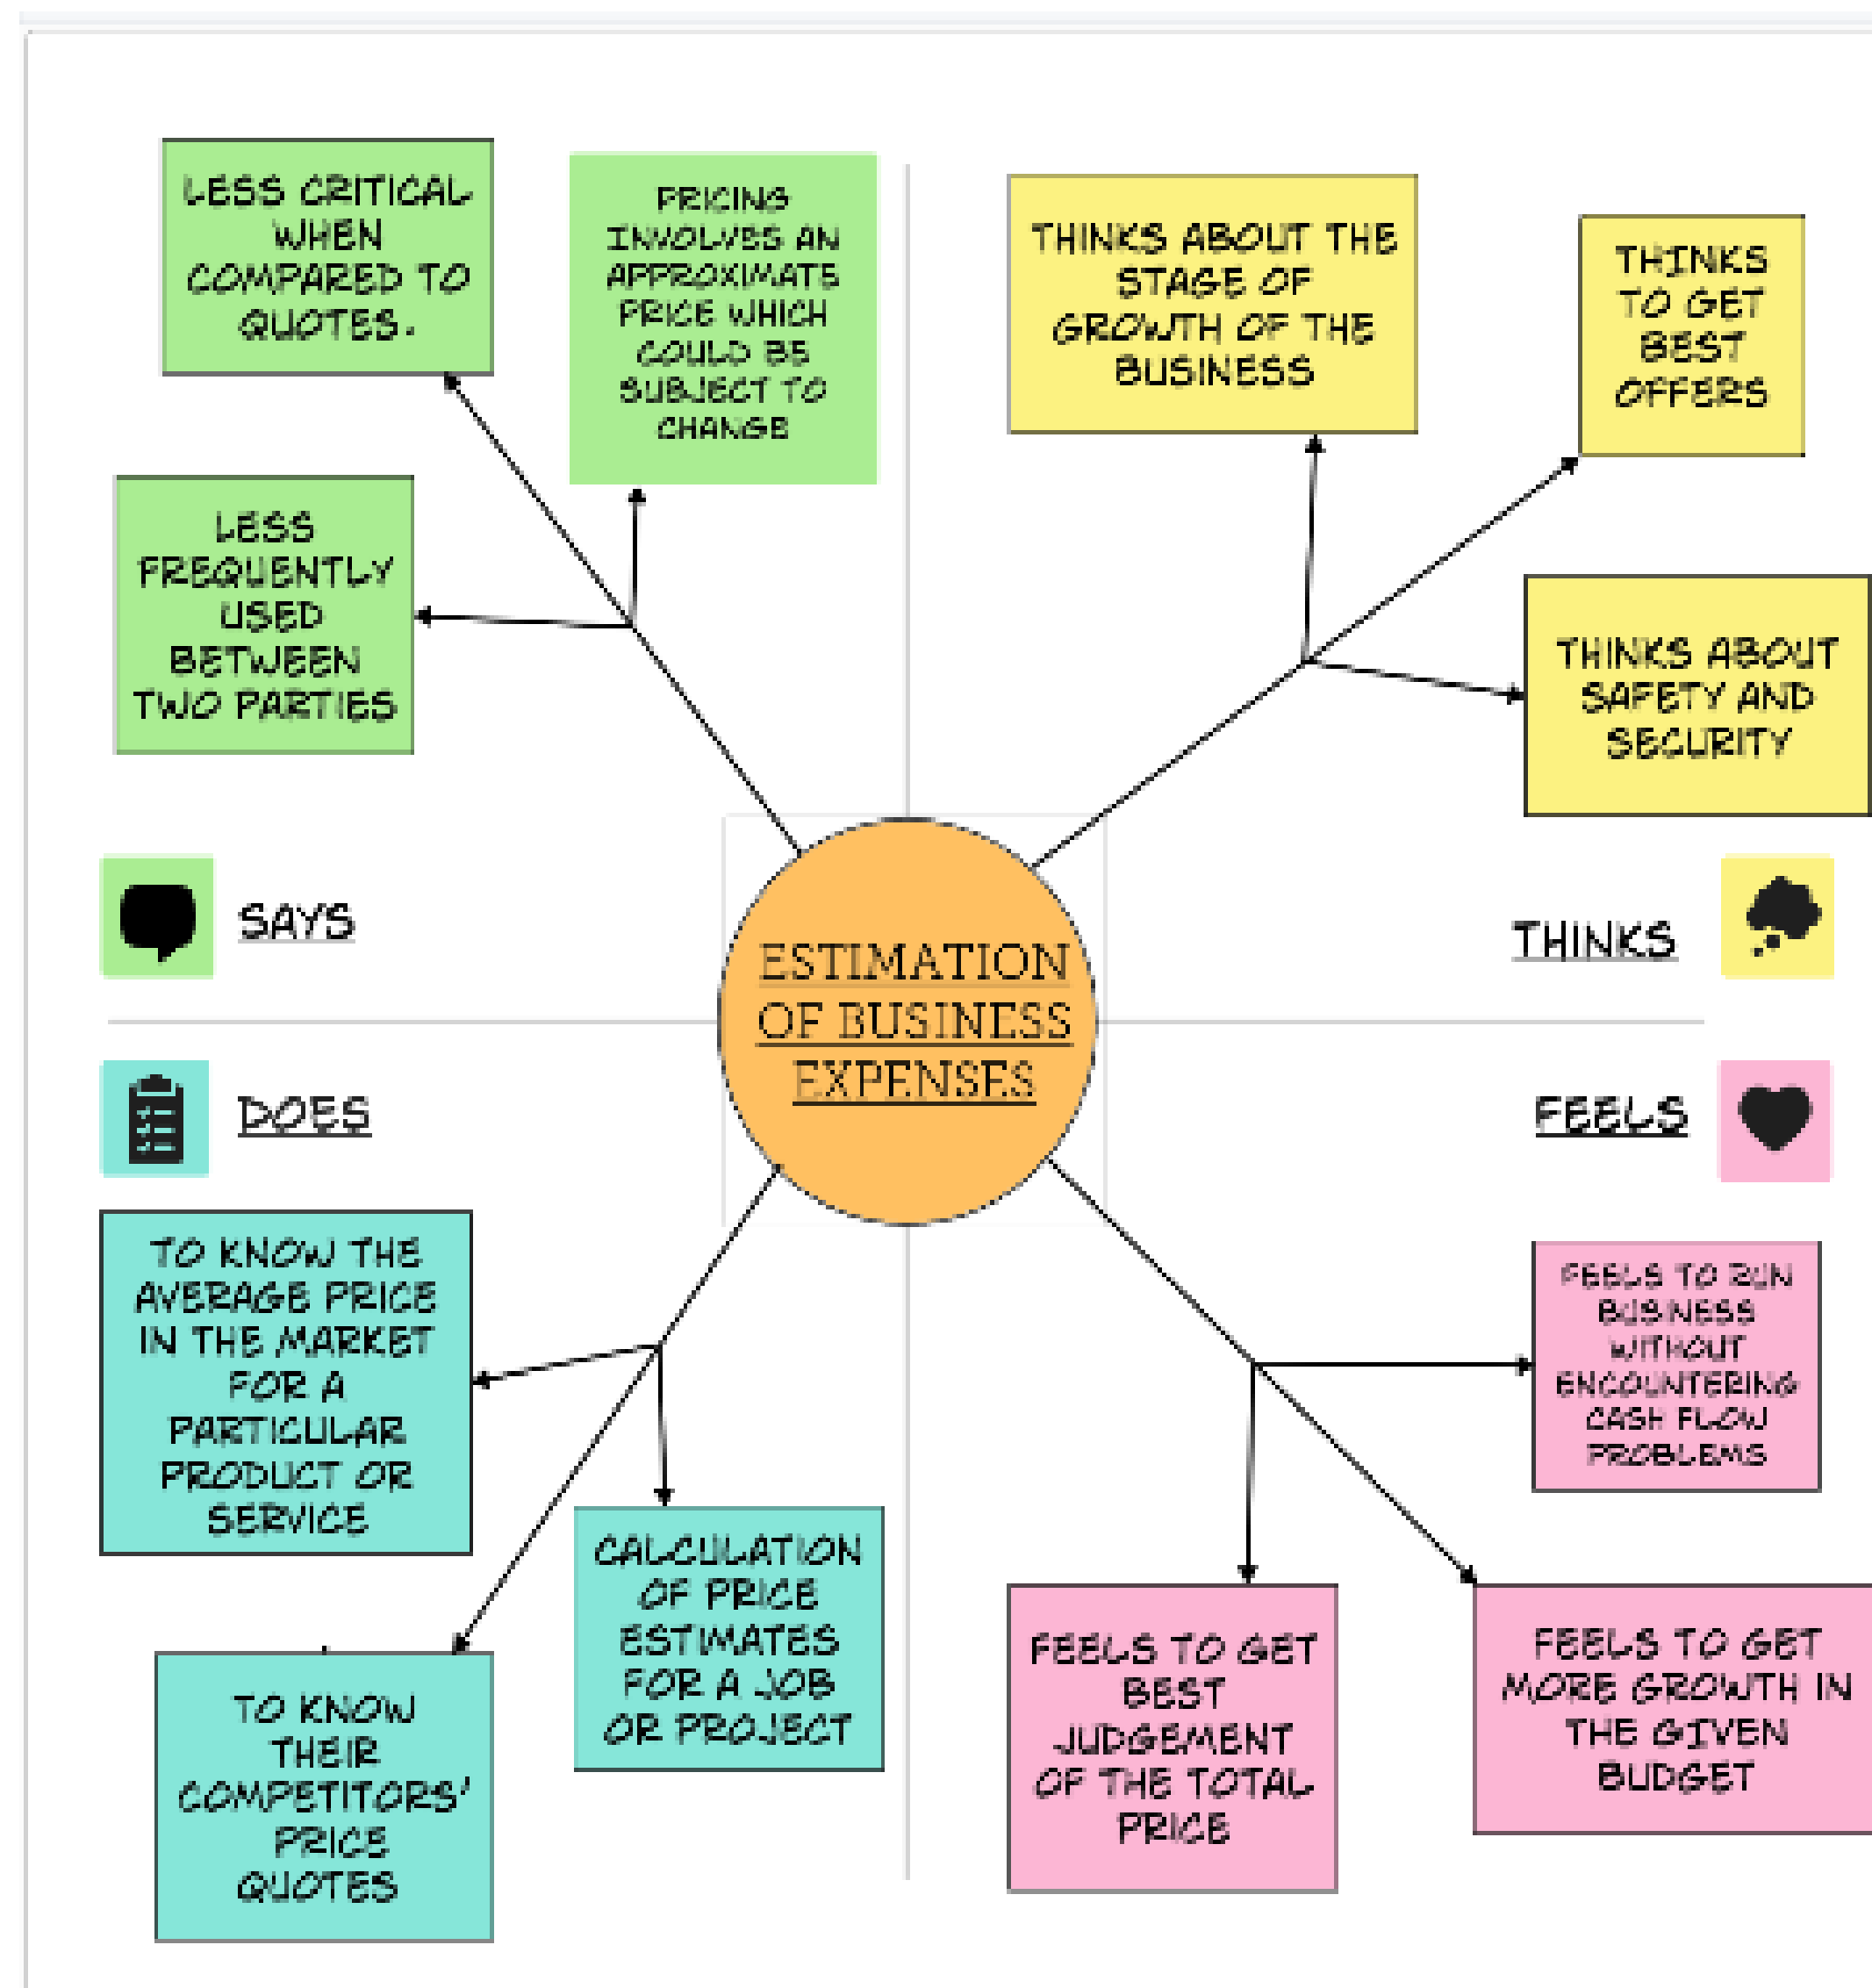 LESS CRITICAL
WHEN
COMPARED TO
QUOTES.
PRICING
INVOLVES AN
APPROXIMATE
PRICE WHICH
COULD BE
SUBJECT TO
CHANGE
LESS
FREQUENTLY
USED
BETWEEN
TWO PARTIES
SAYS
THINKS ABOUT THE
STAGE OF
GROWTH OF THE
BUSINESS
THINKS
TO GET
BEST
OFFERS
THINKS ABOUT
SAFETY AND
SECURITY
THINKS
ESTIMATION
OF BUSINESS
EXPENSES
DOES
TO KNOW THE
AVERAGE PRICE
IN THE MARKET
FOR A
PARTICULAR
PRODUCT OR
SERVICE
CALCULATION
OF PRICE
ESTIMATES
FOR A JOB
OR PROJECT
TO KNOW
THEIR
COMPETITORS'
PRICE
QUOTES
FEELS
FEELS TO RUN
BUSINESS
WITHOUT
ENCOUNTERING
CASH FLOW
PROBLEMS
FEELS TO GET
BEST
JUDGEMENT
OF THE TOTAL
PRICE
FEELS TO GET
MORE GROWTH IN
THE GIVEN
BUDGET